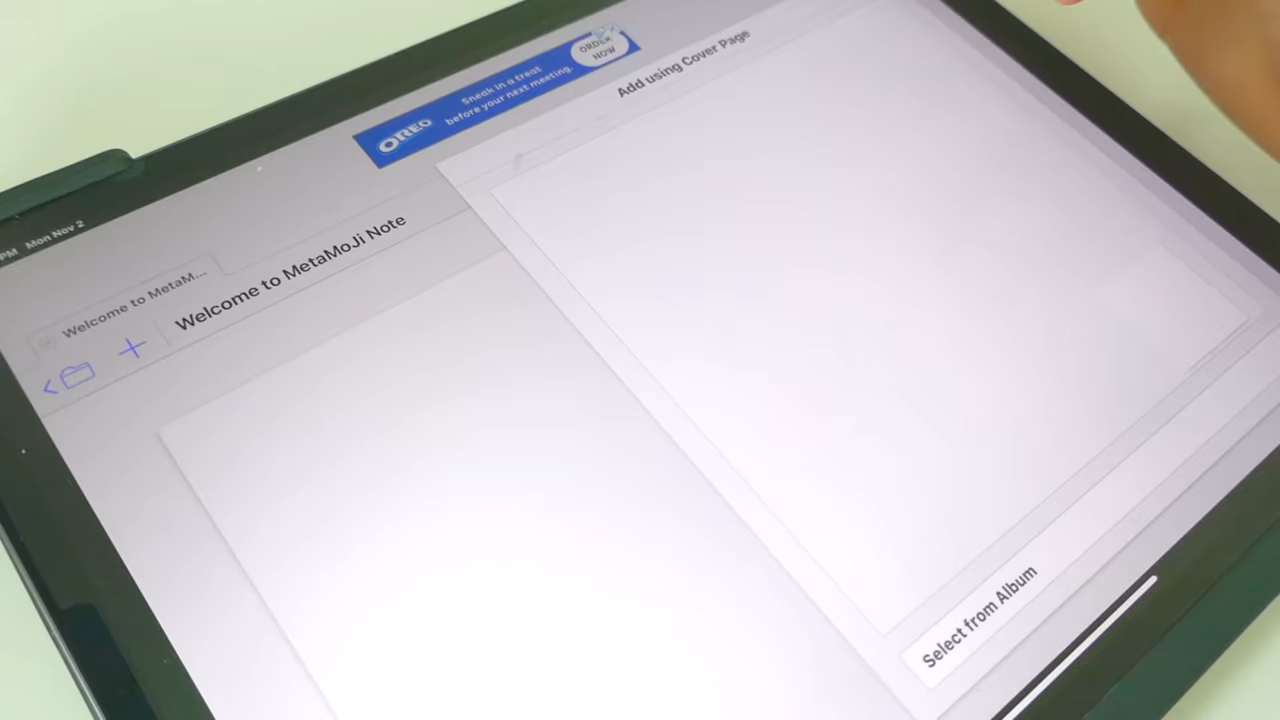 PM Mon Nov 2
OREO
Sneak in a treat
before your next meeting.
ORDER
NOW
Add using Cover Page
Welcome to MetaM...
Welcome to MetaMoJi Note
Select from Album